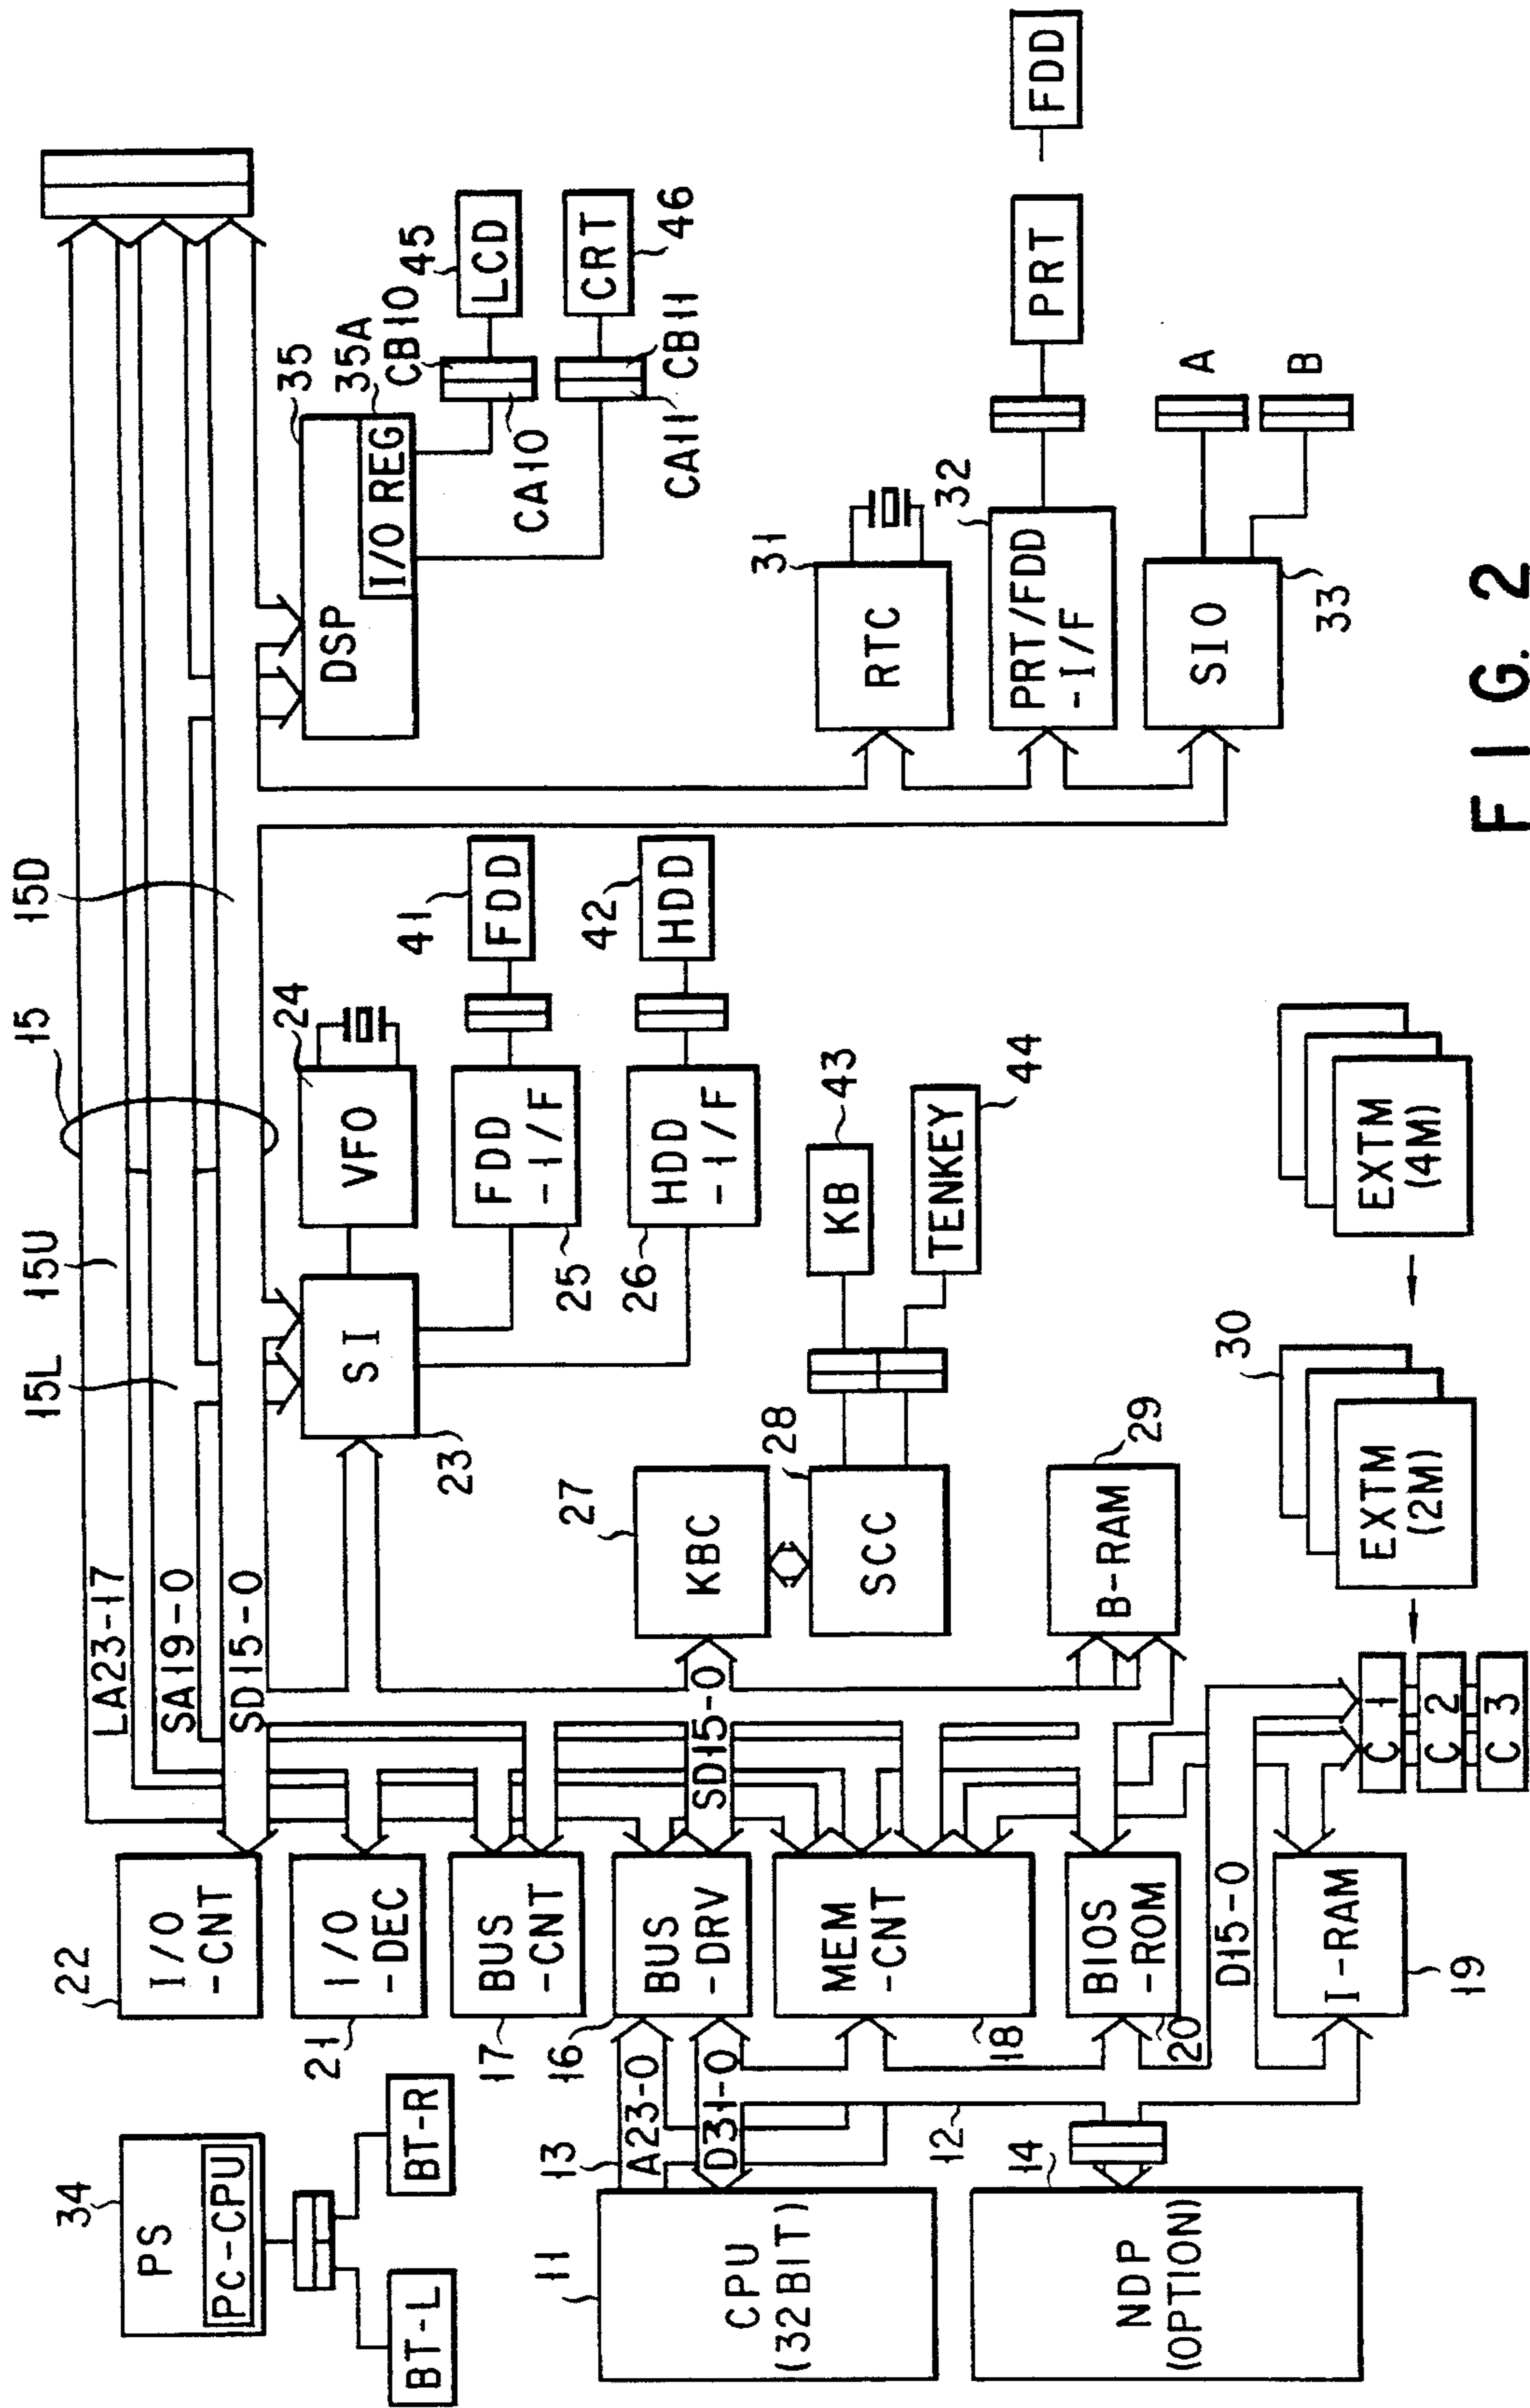 34
PS
PC-CPU
BT-L
BT-R
22
I/O
-CNT
21
I/O
-DEC
17
BUS
-CNT
16
BUS
-DRV
MEM
-CNT
18
BIOS
-ROM
20
D15-0
I-RAM
19
11
CPU
(32BIT)
13
A23-0
D31-0
12
14
NDP
(OPTION)
LA23-17
SA19-0
SD15-0
SD15-0
15L
15U
15
15D
SI
23
VFO
24
FDD
-I/F
25
FDD
41
HDD
-I/F
26
HDD
42
27
KBC
28
SCC
KB
43
TENKEY
44
B-RAM
29
C 1
C 2
C 3
EXTM
(2M)
30
EXTM
(4M)
35
DSP
I/O REG
35A
CB10
CA10
LCD
45
CA11
CB11
CRT
46
31
RTC
32
PRT/FDD
-I/F
PRT
FDD
SIO
33
A
B
FIG. 2